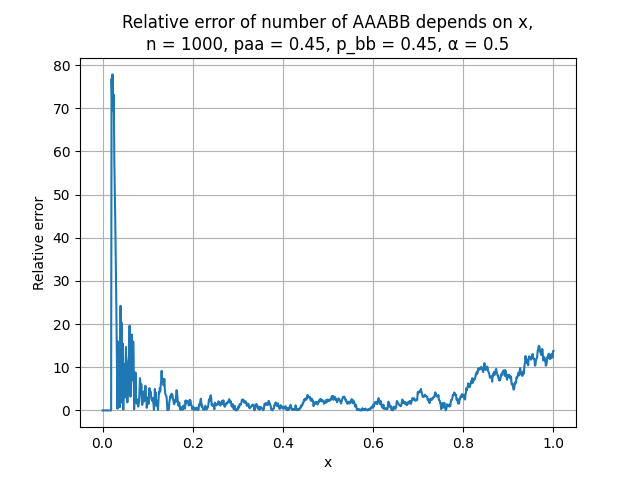 Relative error of number of AAABB depends on x,
n = 1000, paa = 0.45, p_bb = 0.45, α = 0.5
80
70
60
50
40
30
20
10
0
Relative error
0.0 0.2 0.4 0.6 0.8 1.0
x